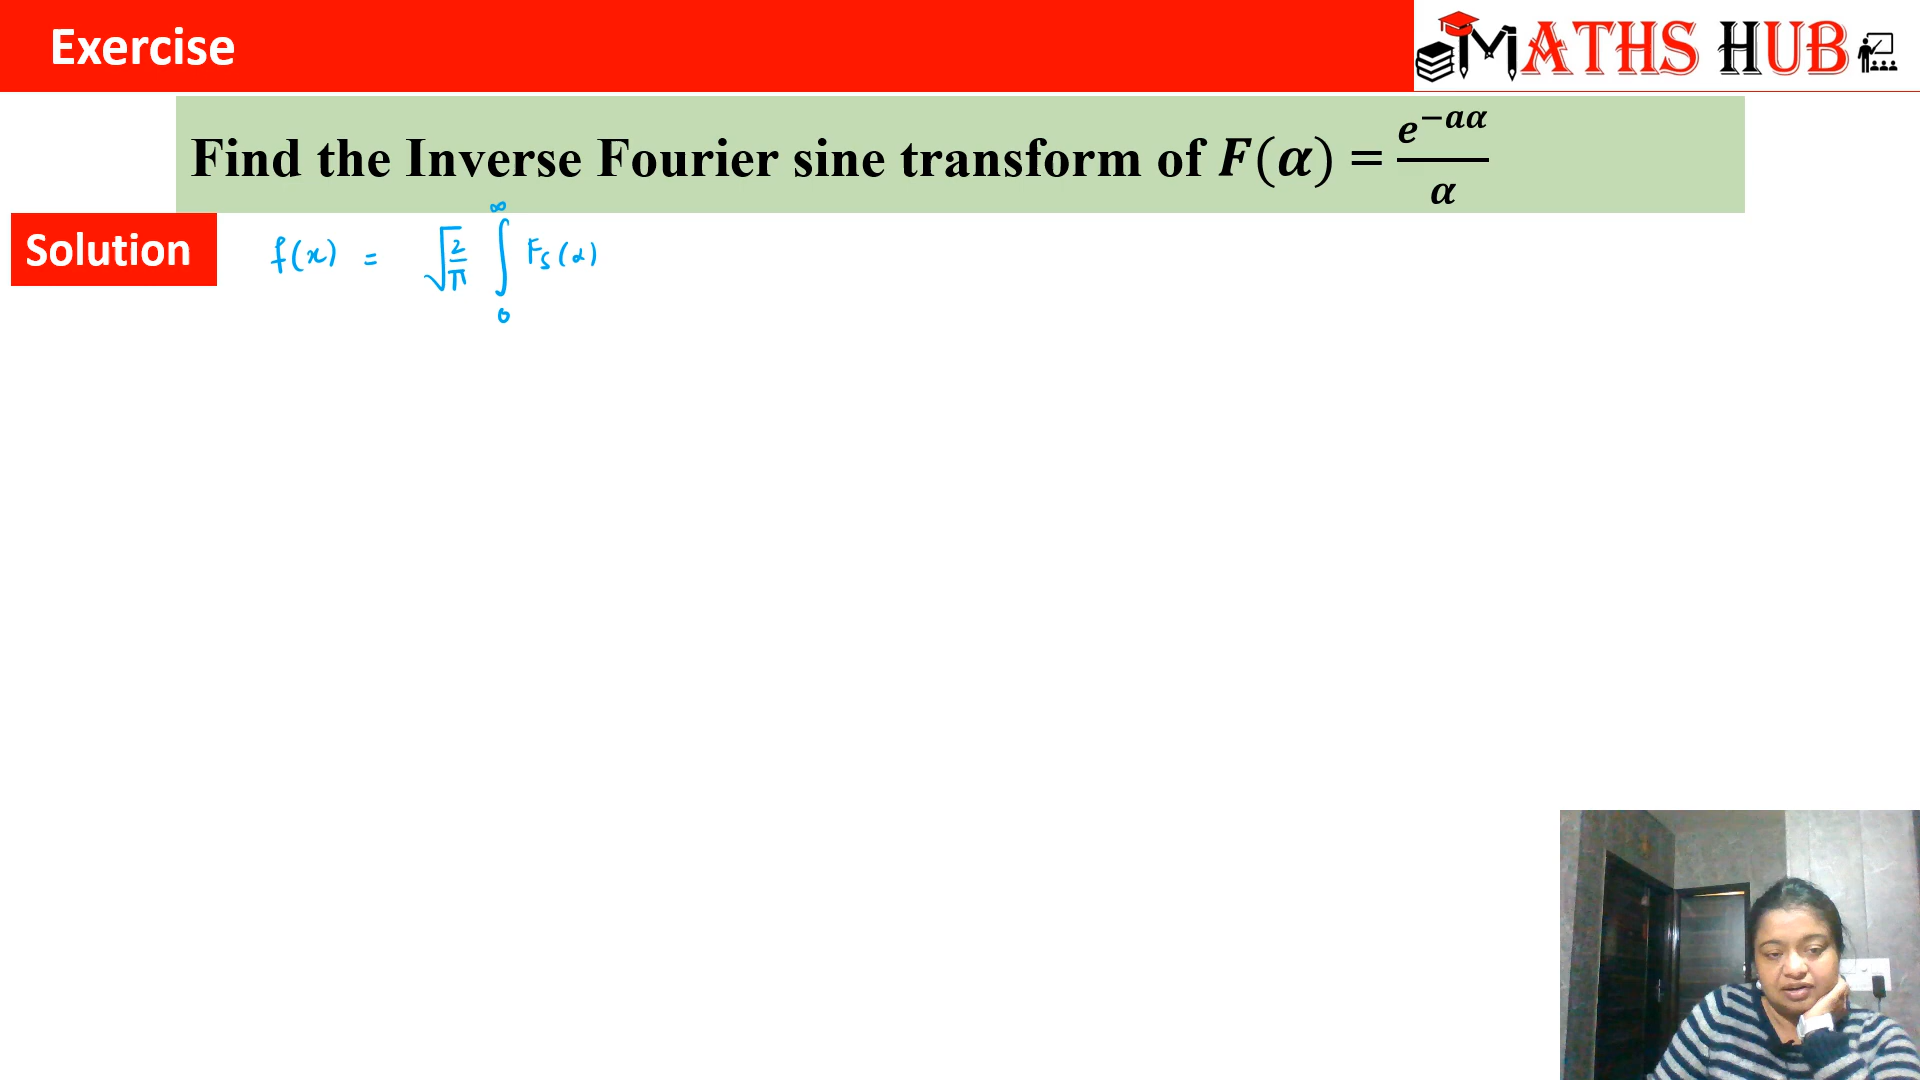 Exercise
MATHS HUB
Find the Inverse Fourier sine transform of F(α) = e^{-aα}/α
Solution
f(x) = √(2/π) ∫₀^∞ F_s(α)